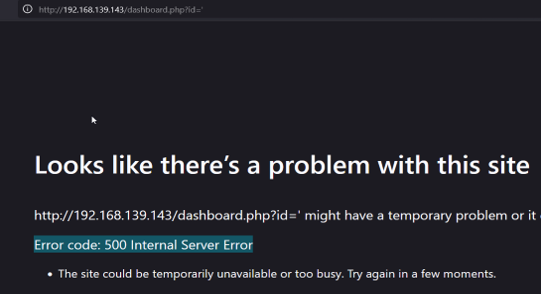 http://192.168.139.143/dashboard.php?id='
Looks like there's a problem with this site
http://192.168.139.143/dashboard.php?id=' might have a temporary problem or it
Error code: 500 Internal Server Error
• The site could be temporarily unavailable or too busy. Try again in a few moments.